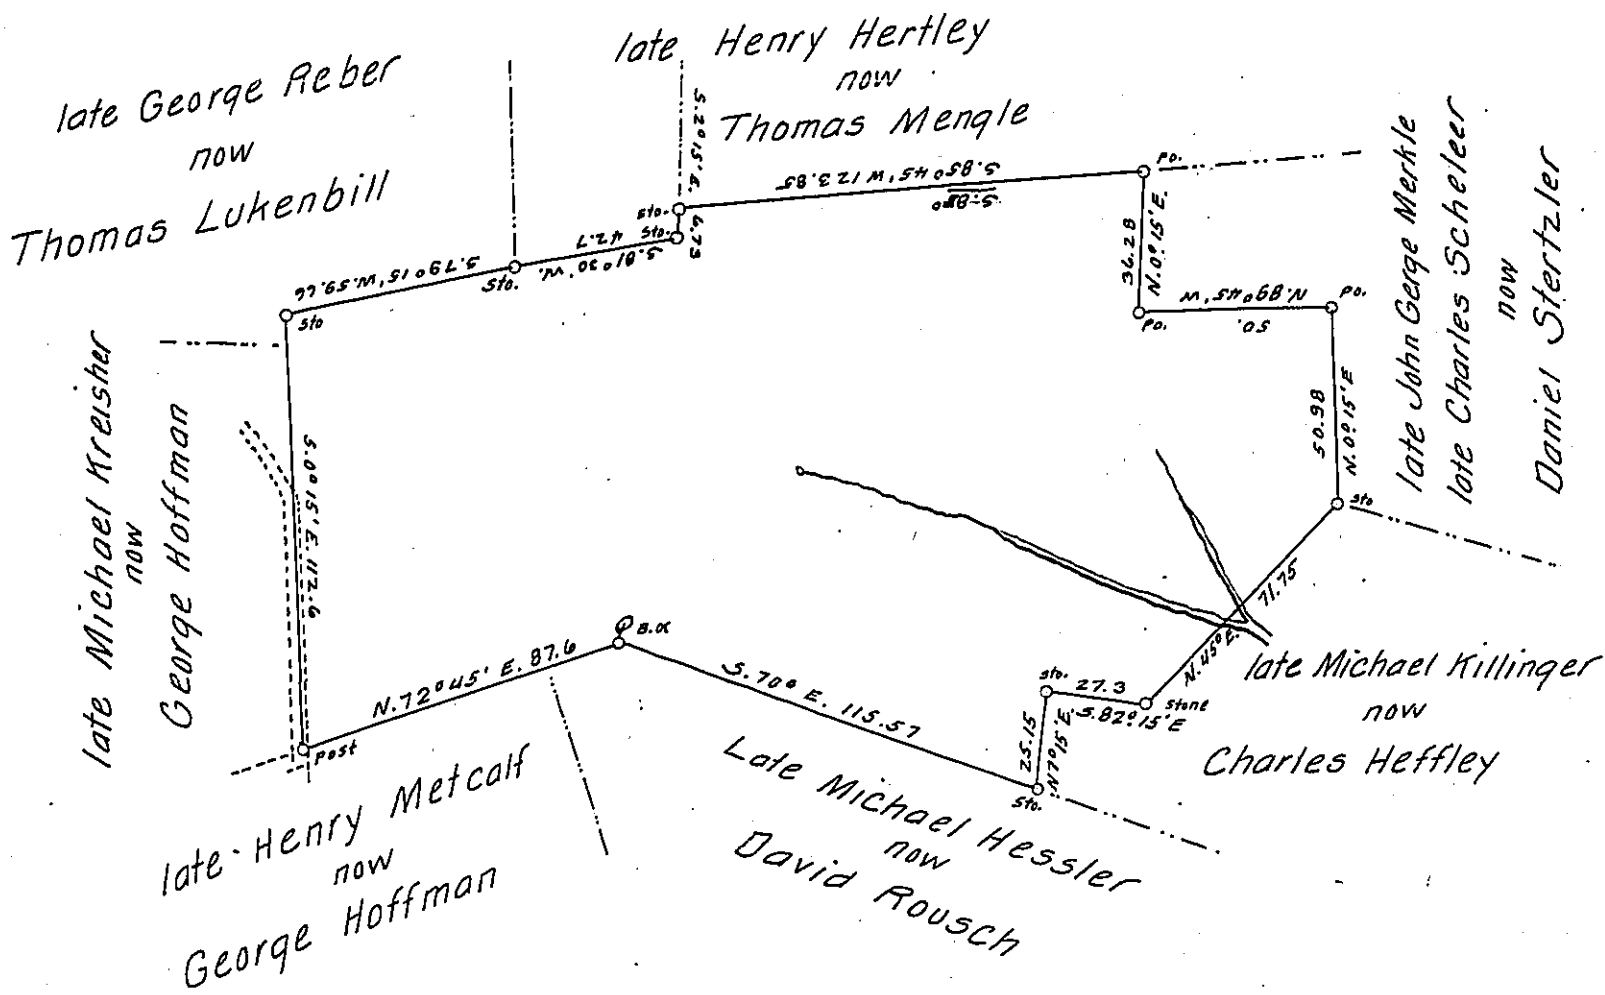 late George Reber
now
Thomas Lukenbill
late Henry Hertley
now
Thomas Mengle
late John Gerge Merkle
late Charles Scheleer
now
Daniel Stertzler
S.2° 15' E. 6.73
S.85° 45' W 123.85
S. 85°
Po.
36.28
N.0° 15' E.
Po.
N.89° 45' W
50.
Po.
50.98
N.0° 15' E
Sto
71.75
N.45° E.
late Michael Killinger
now
Charles Heffley
Stone
27.3
S.82° 15' E
Sto.
25.15
N.7° 15' E.
Sto.
Late Michael Hessler
now
David Rousch
S.70° E. 115.57
B.O
N.72° 45' E. 87.6
Post
late Henry Metcalf
now
George Hoffman
late Michael Kreisher
now
George Hoffman
S.0° 15' E. 112.6
Sto
S.79° 15' W. 59.66
Sto.
S.81° 30' W.
42.7
Sto.
Sto.